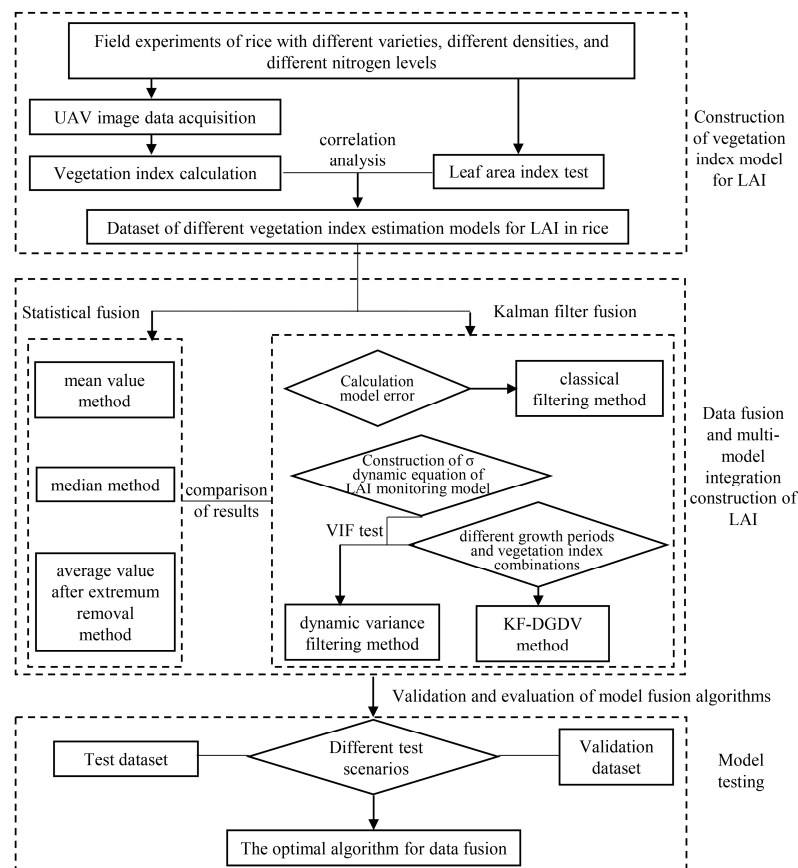 Field experiments of rice with different varieties, different densities, and
different nitrogen levels
UAV image data acquisition
Vegetation index calculation
correlation
analysis
Leaf area index test
Dataset of different vegetation index estimation models for LAI in rice
Construction
of vegetation
index model
for LAI
Statistical fusion
Kalman filter fusion
mean value
method
median method
average value
after extremum
removal
method
comparison
of results
Calculation
model error
classical
filtering method
Construction of σ
dynamic equation of
LAI monitoring model
VIF test
different growth periods
and vegetation index
combinations
dynamic variance
filtering method
KF-DGDV
method
Data fusion
and multi-
model
integration
construction of
LAI
Validation and evaluation of model fusion algorithms
Test dataset
Different test
scenarios
Validation
dataset
The optimal algorithm for data fusion
Model
testing